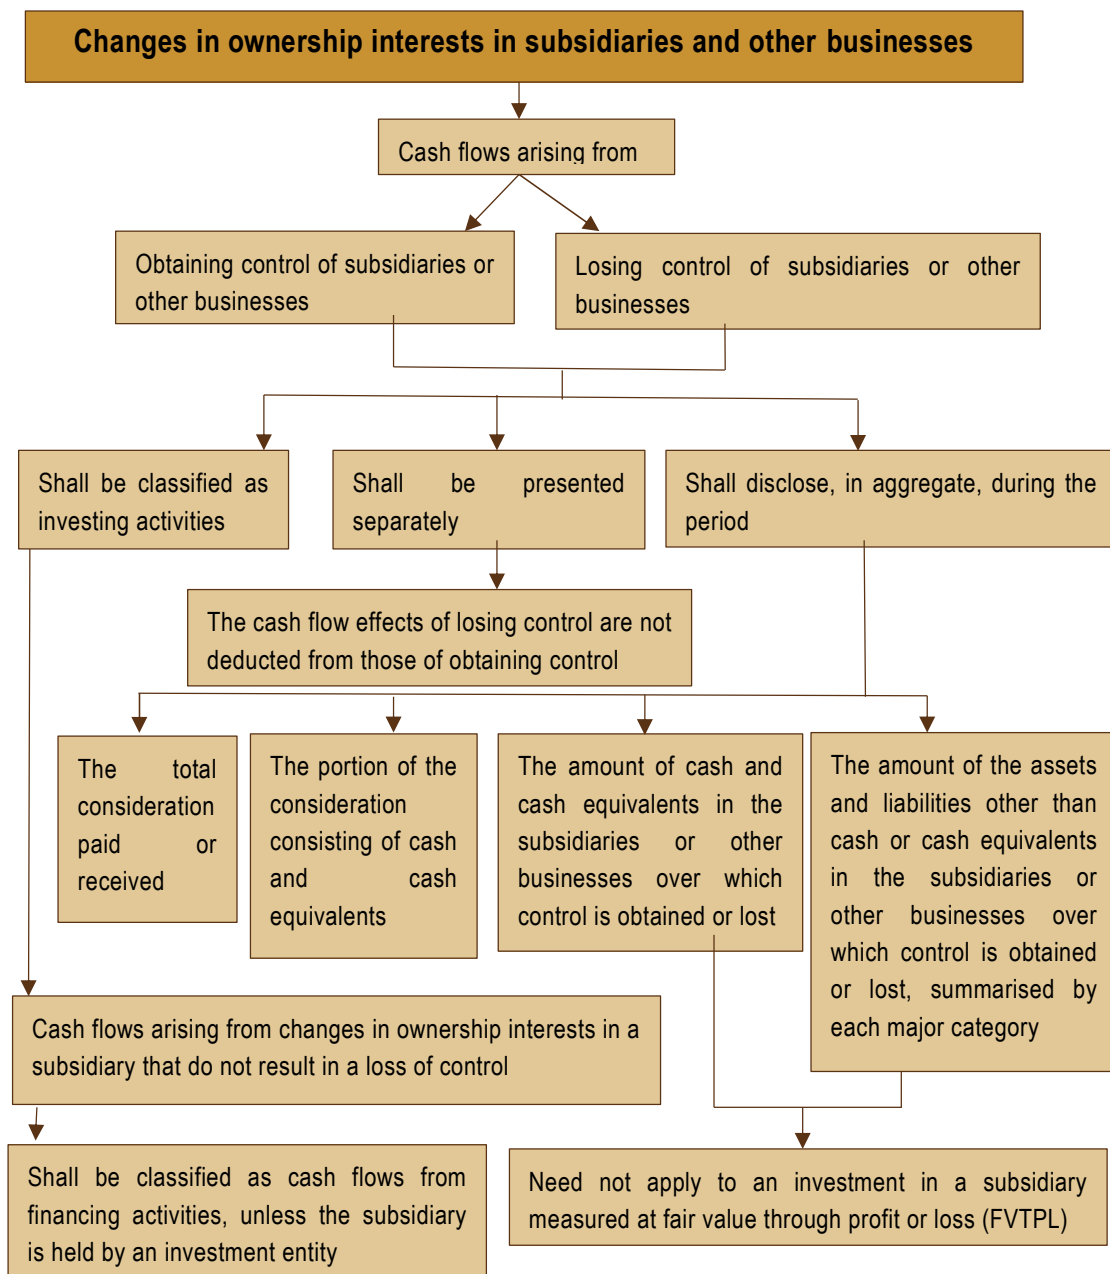 Changes in ownership interests in subsidiaries and other businesses
Cash flows arising from
Obtaining control of subsidiaries or
other businesses
Losing control of subsidiaries or other
businesses
Shall be classified as
investing activities
Shall be presented
separately
Shall disclose, in aggregate, during the
period
The cash flow effects of losing control are not
deducted from those of obtaining control
The total
consideration
paid or
received
The portion of the
consideration
consisting of cash
and cash
equivalents
The amount of cash and
cash equivalents in the
subsidiaries or other
businesses over which
control is obtained or lost
The amount of the assets
and liabilities other than
cash or cash equivalents
in the subsidiaries or
other businesses over
which control is obtained
or lost, summarised by
each major category
Cash flows arising from changes in ownership interests in a
subsidiary that do not result in a loss of control
Shall be classified as cash flows from
financing activities, unless the subsidiary
is held by an investment entity
Need not apply to an investment in a subsidiary
measured at fair value through profit or loss (FVTPL)